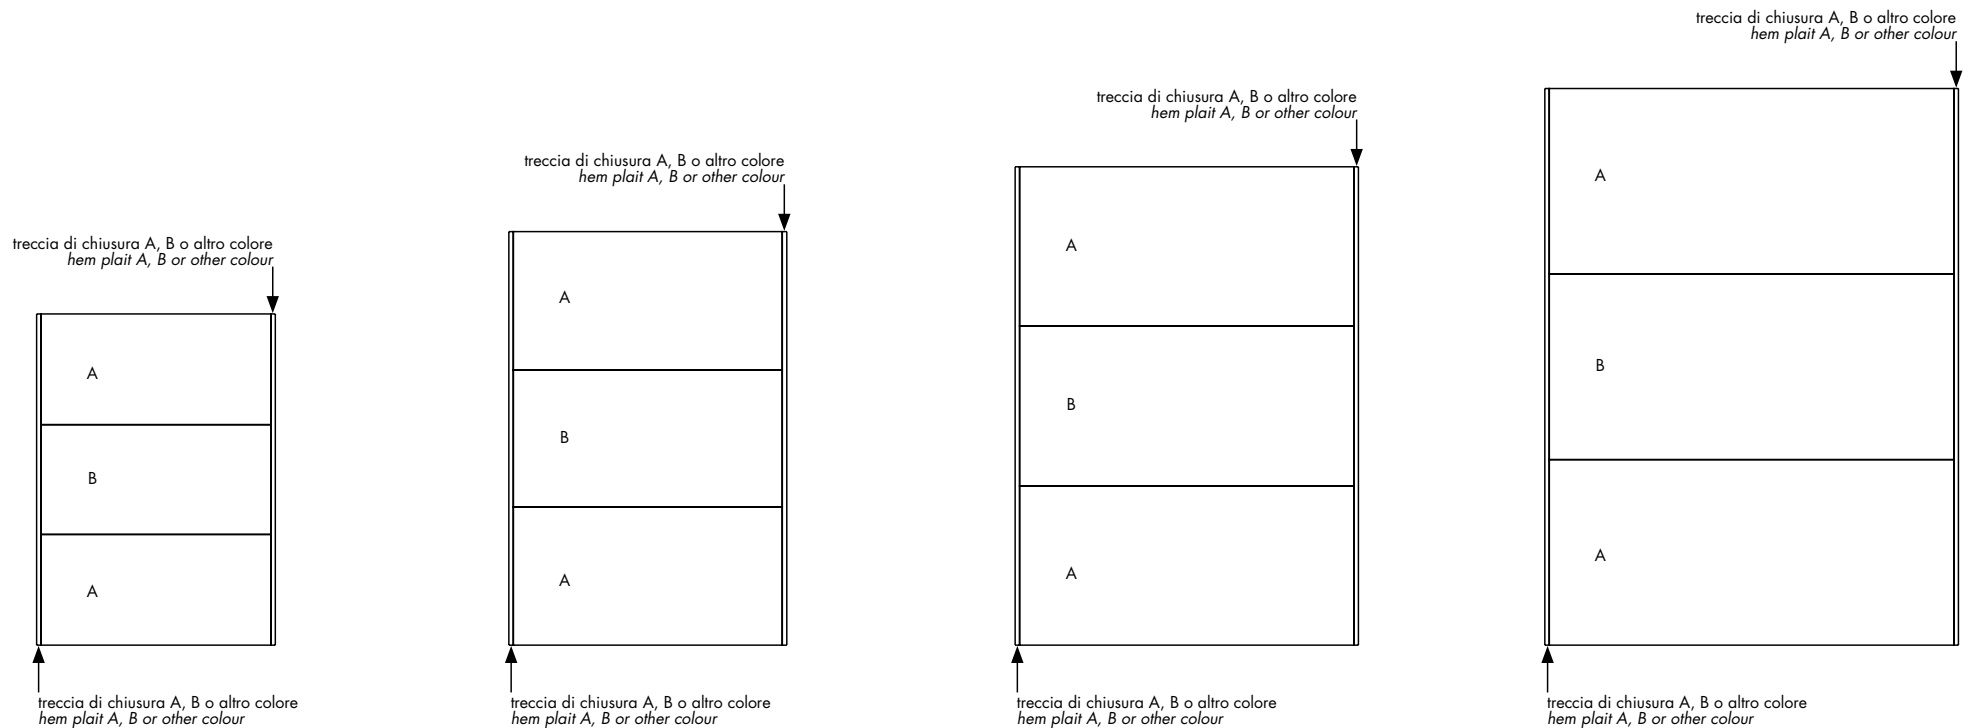 treccia di chiusura A, B o altro colore
hem plait A, B or other colour
A
B
A
treccia di chiusura A, B o altro colore
hem plait A, B or other colour
treccia di chiusura A, B o altro colore
hem plait A, B or other colour
A
B
A
treccia di chiusura A, B o altro colore
hem plait A, B or other colour
treccia di chiusura A, B o altro colore
hem plait A, B or other colour
A
B
A
treccia di chiusura A, B o altro colore
hem plait A, B or other colour
treccia di chiusura A, B o altro colore
hem plait A, B or other colour
A
B
A
treccia di chiusura A, B o altro colore
hem plait A, B or other colour